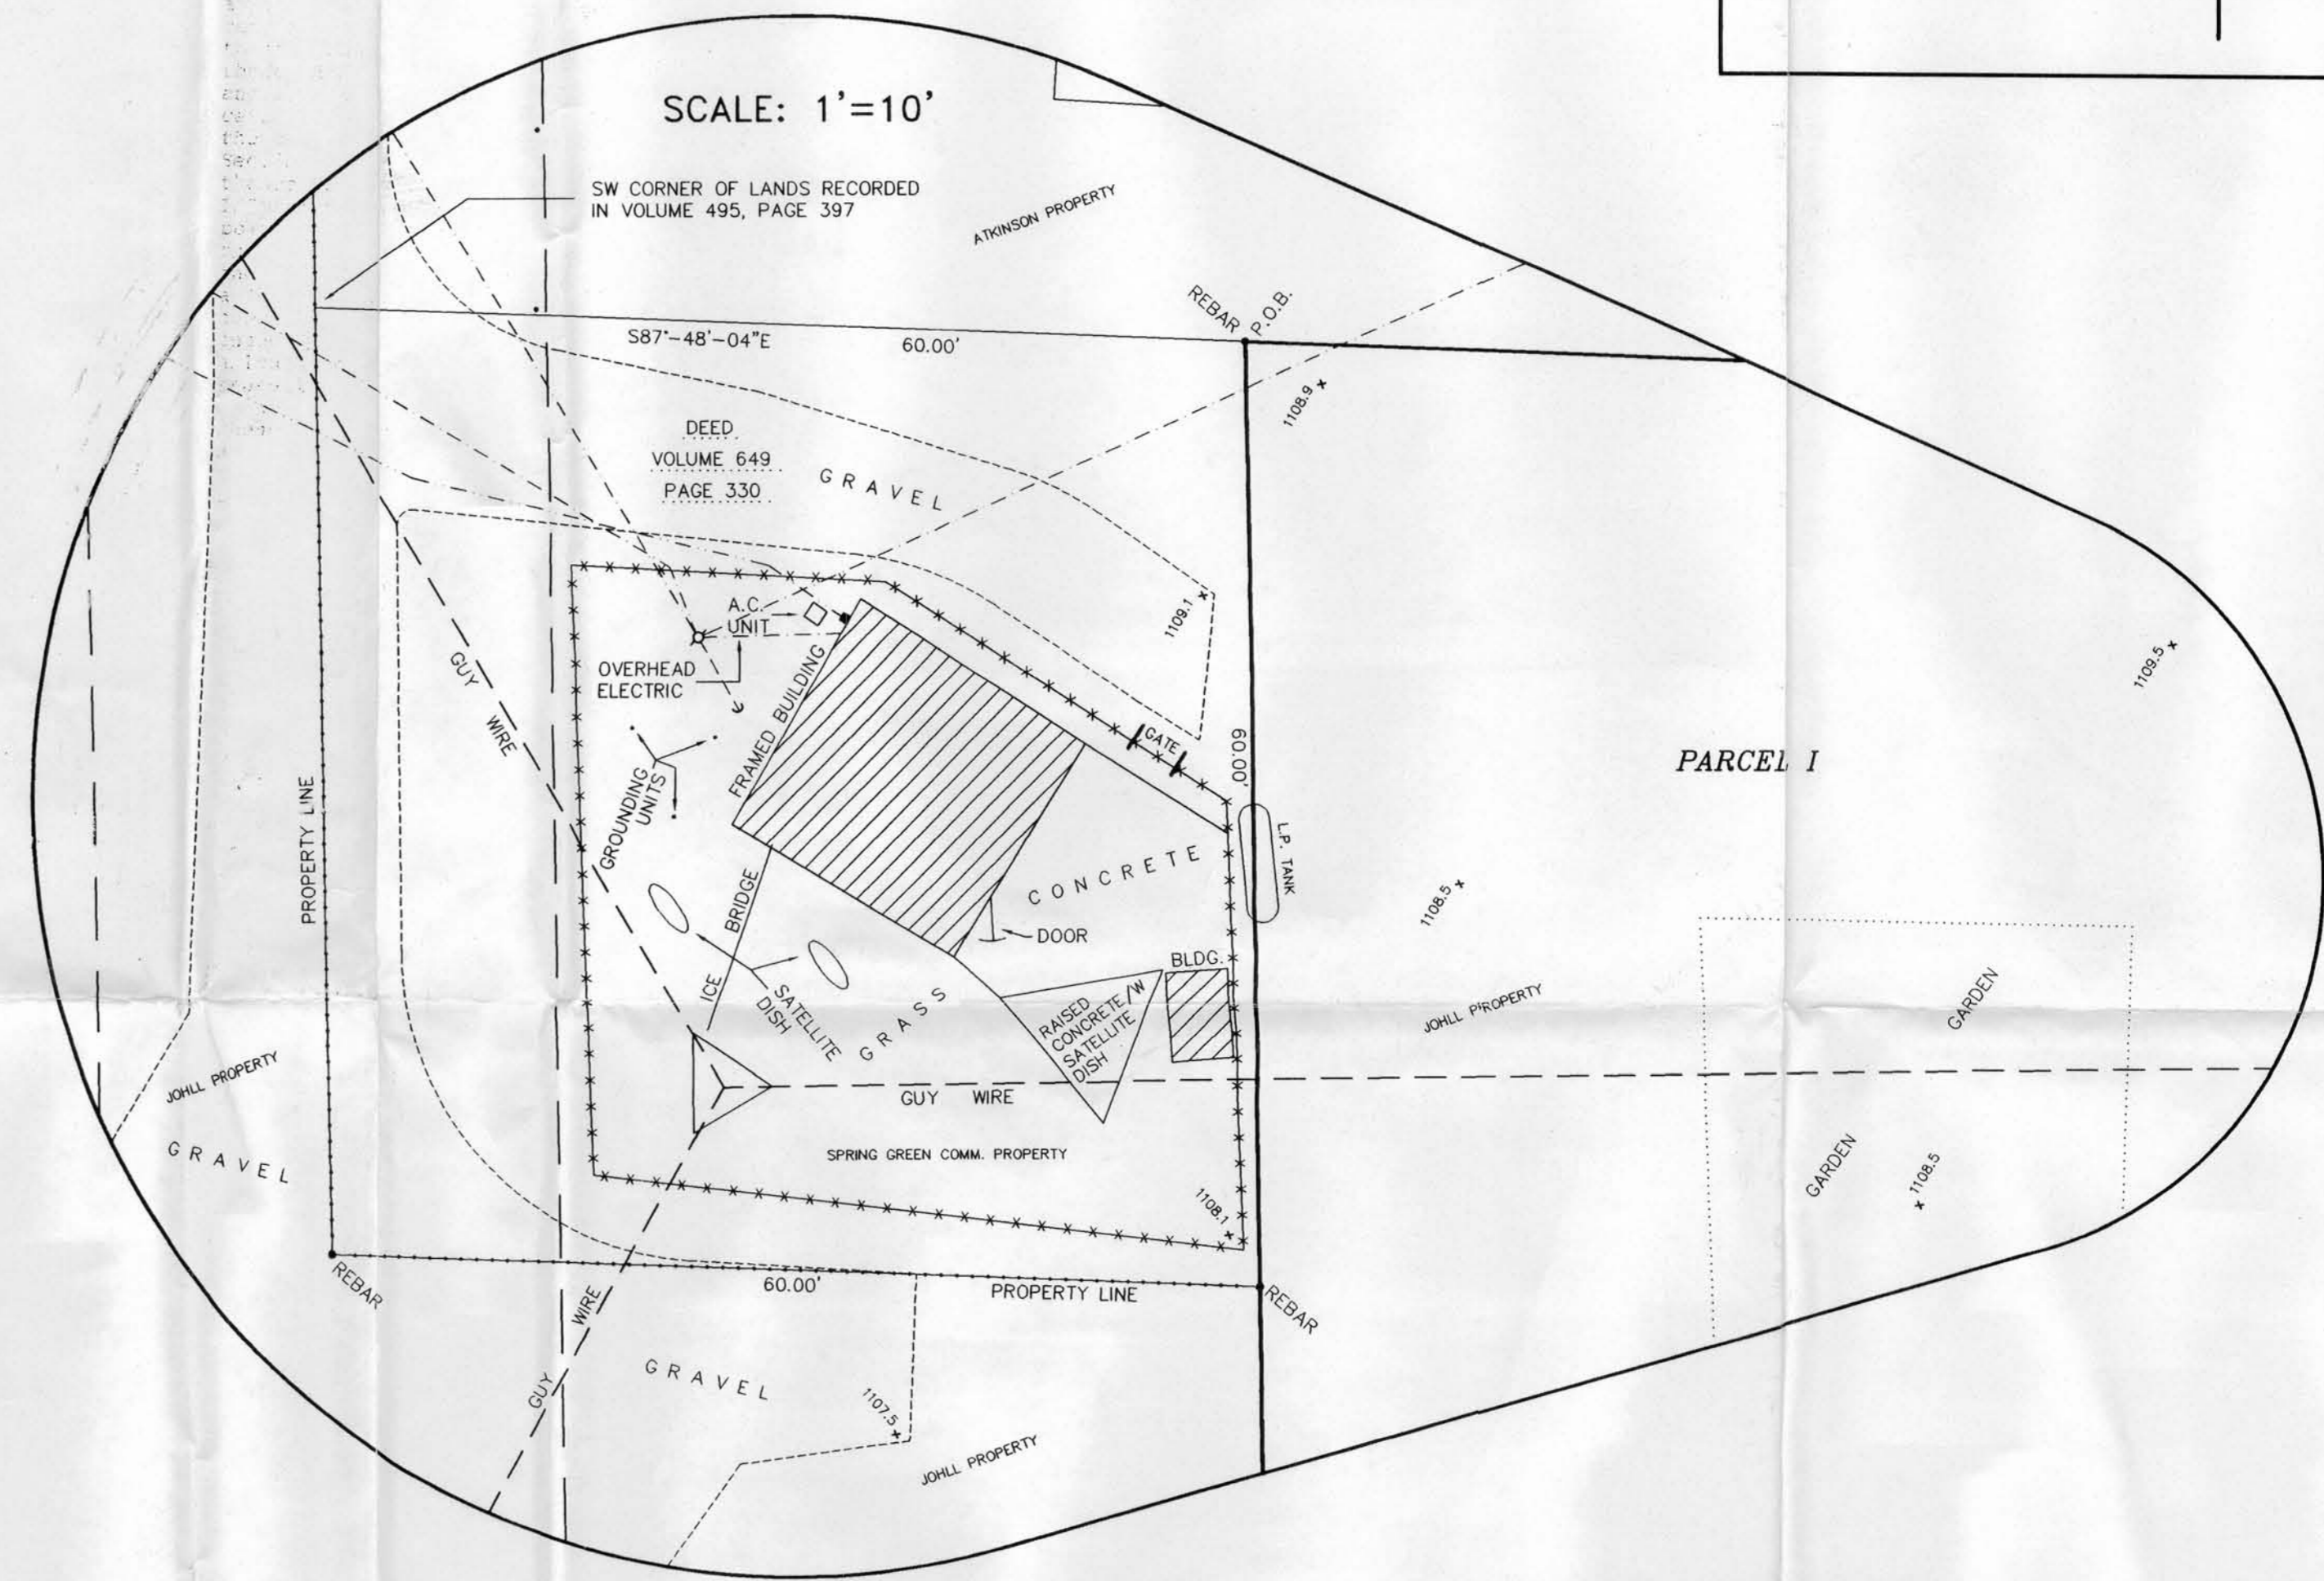 SCALE: 1'=10'
SW CORNER OF LANDS RECORDED
IN VOLUME 495, PAGE 397
ATKINSON PROPERTY
REBAR
P.O.B.
S87°-48'-04"E
60.00'
1108.9
DEED
VOLUME 649
PAGE 330
GRAVEL
1109.1
A.C.
UNIT
OVERHEAD
ELECTRIC
GUY
WIRE
FRAMED BUILDING
GATE
60.00'
1109.5
PARCEL I
GROUNDING
UNITS
PROPERTY LINE
L.P. TANK
CONCRETE
1108.5
BRIDGE
ICE
DOOR
BLDG.
SATELLITE
DISH
GRASS
RAISED
CONCRETE/W
SATELLITE
DISH
JOHLL PROPERTY
GARDEN
JOHLL PROPERTY
GRAVEL
GUY WIRE
SPRING GREEN COMM. PROPERTY
GARDEN
1108.5
1108.1
REBAR
60.00'
PROPERTY LINE
REBAR
WIRE
GUY
GRAVEL
1107.5
JOHLL PROPERTY